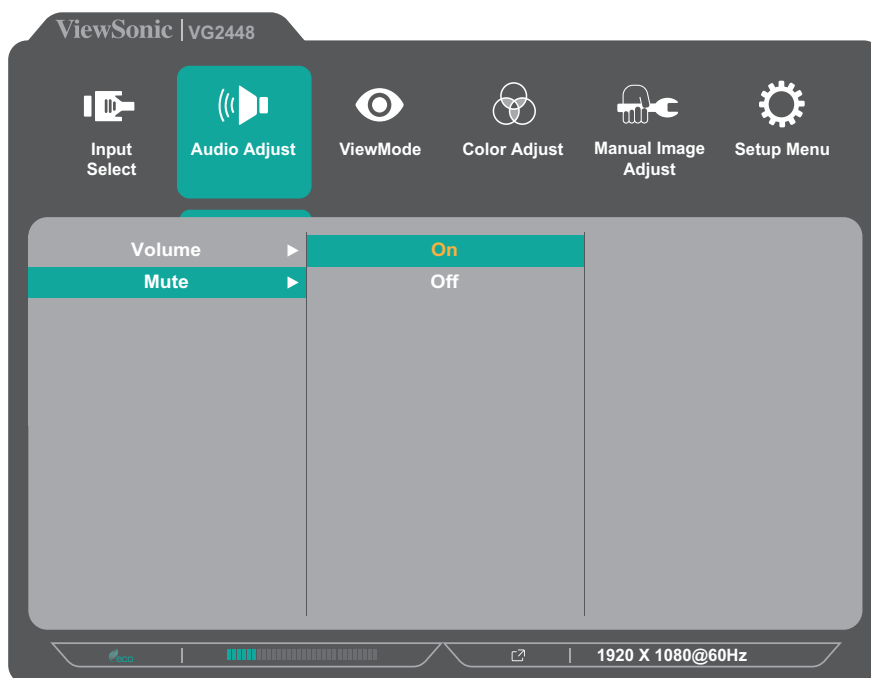 ViewSonic | VG2448
Input
Select
Audio Adjust
ViewMode
Color Adjust
Manual Image
Adjust
Setup Menu
Volume
On
Mute
Off
eco
1920 X 1080@60Hz